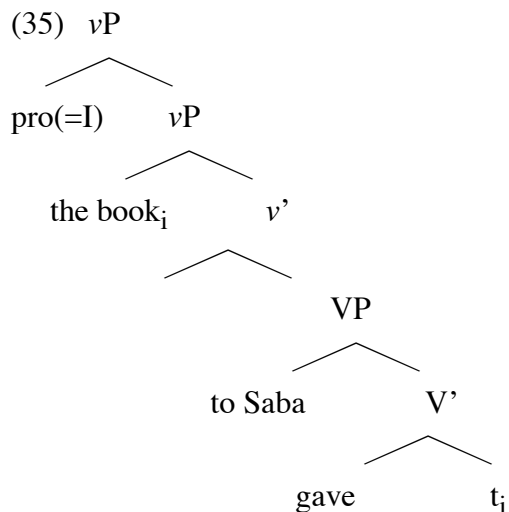 (35) vP
pro(=I) vP
the book_i v’
VP
to Saba V’
gave t_i